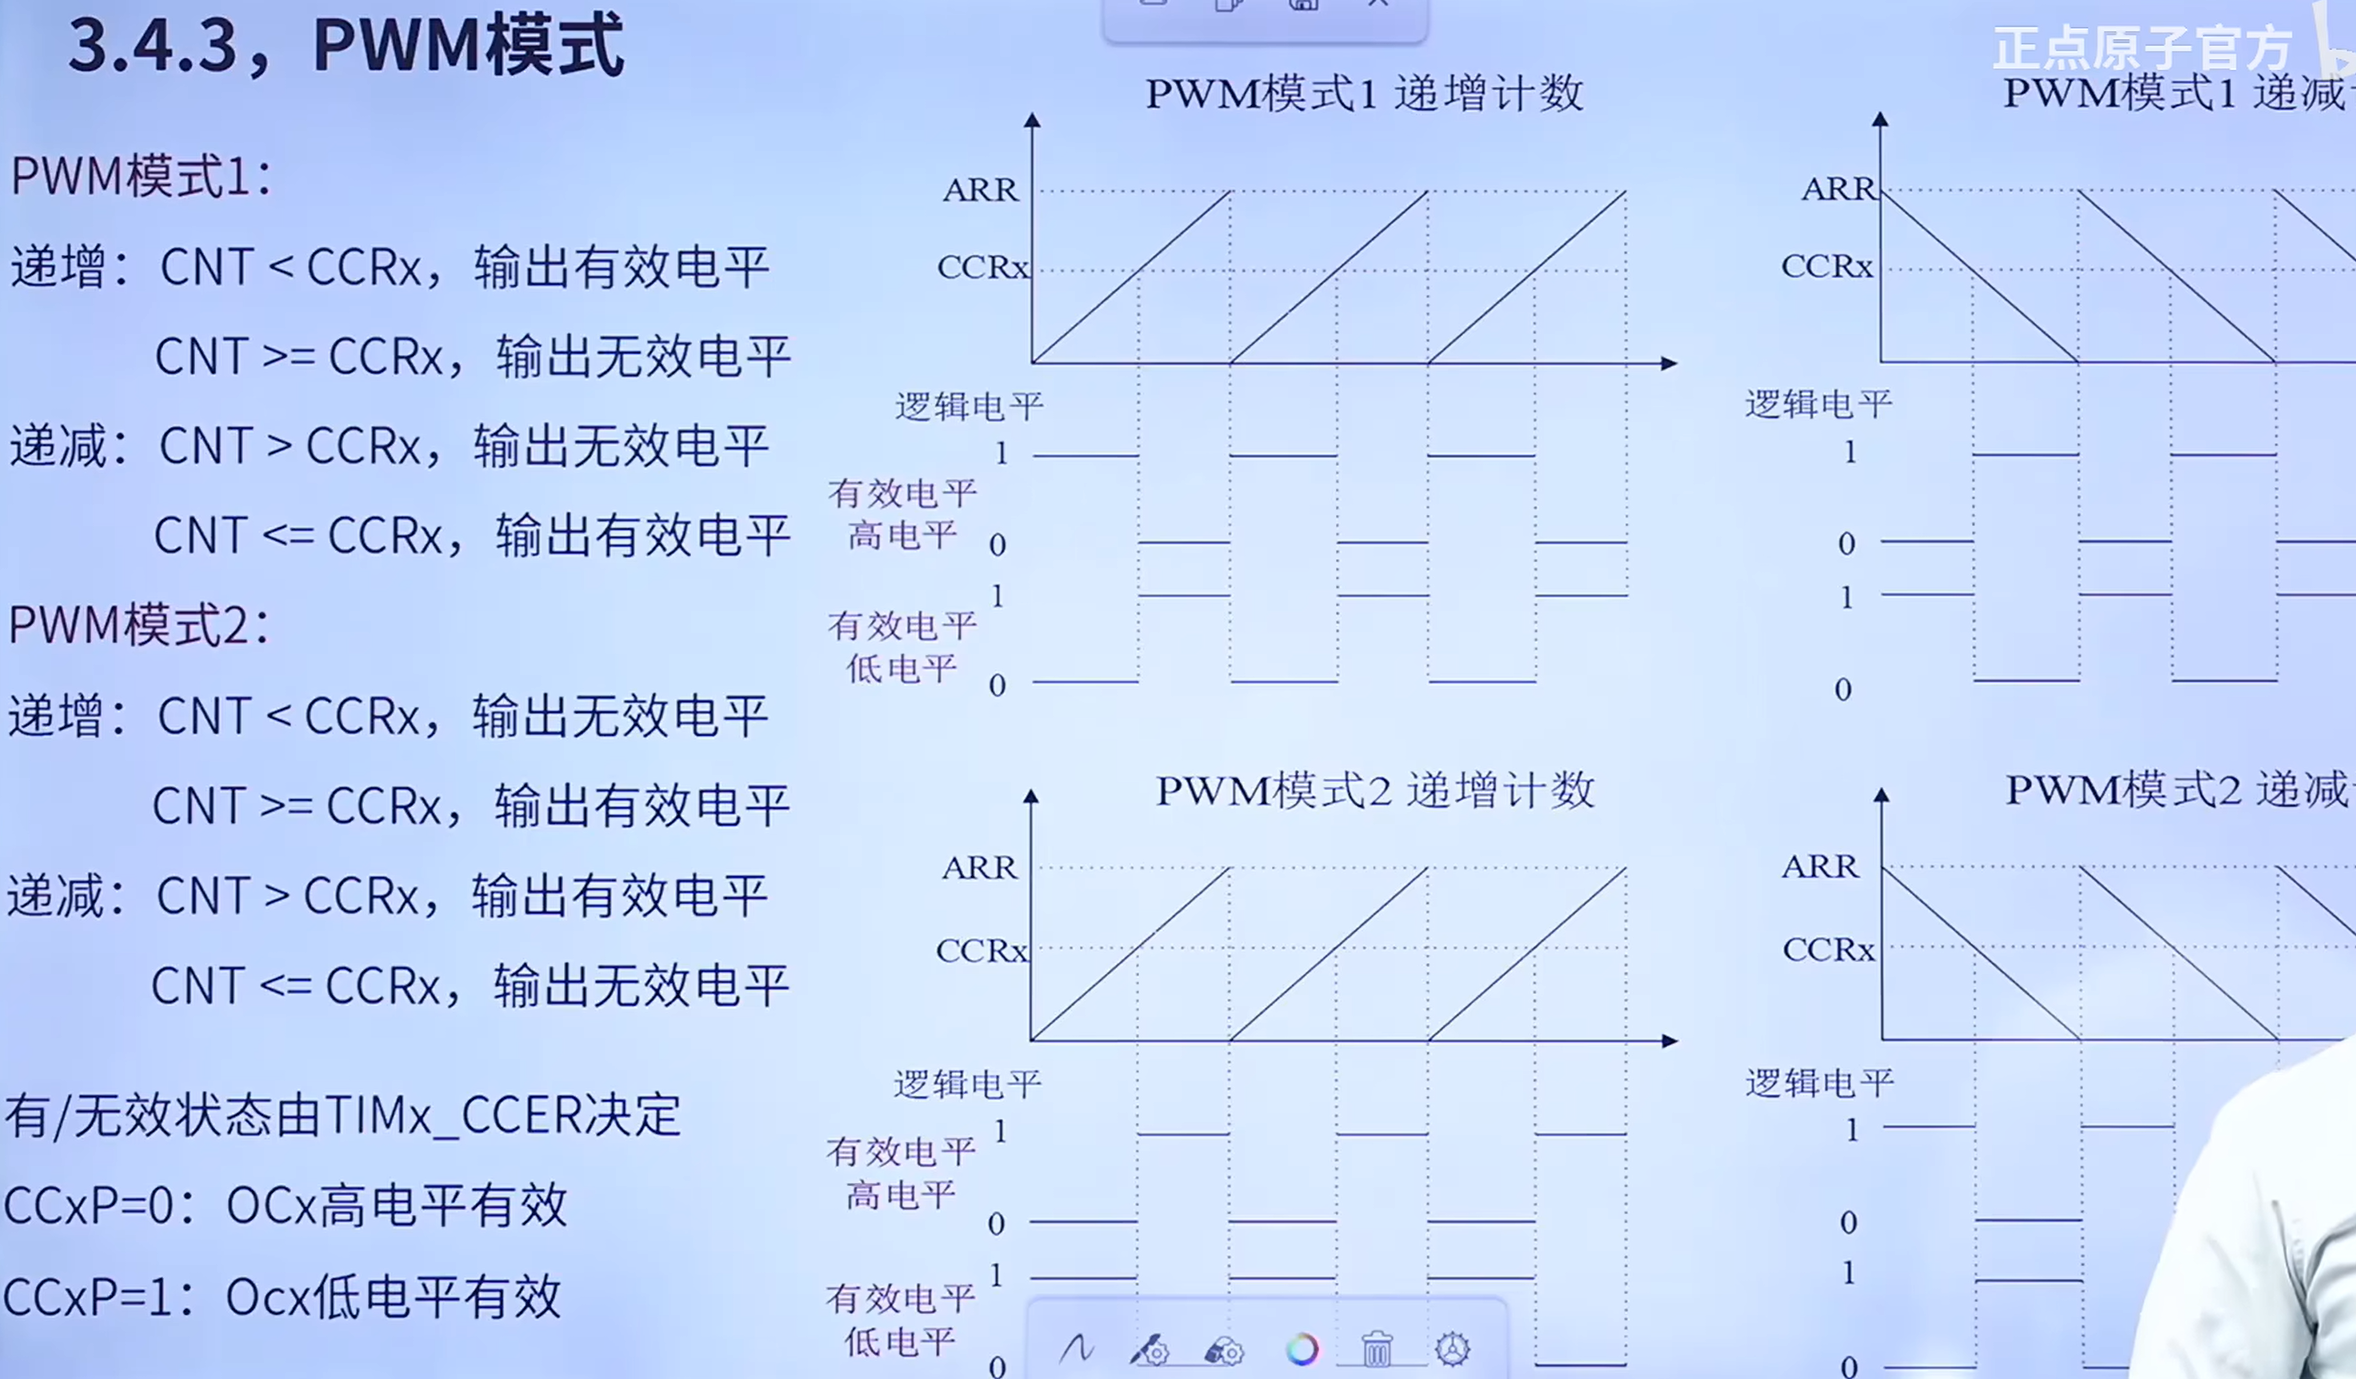 3.4.3，PWM模式
正点原子官方
PWM模式1：
递增：CNT < CCRx，输出有效电平
CNT >= CCRx，输出无效电平
递减：CNT > CCRx，输出无效电平
CNT <= CCRx，输出有效电平
PWM模式2：
递增：CNT < CCRx，输出无效电平
CNT >= CCRx，输出有效电平
递减：CNT > CCRx，输出有效电平
CNT <= CCRx，输出无效电平
有/无效状态由TIMx_CCER决定
CCxP=0：OCx高电平有效
CCxP=1：Ocx低电平有效
PWM模式1 递增计数
ARR
CCRx
逻辑电平
1
有效电平
高电平
0
1
有效电平
低电平
0
PWM模式1 递减
ARR
CCRx
逻辑电平
1
0
1
0
PWM模式2 递增计数
ARR
CCRx
逻辑电平
1
有效电平
高电平
0
1
有效电平
低电平
0
PWM模式2 递减
ARR
CCRx
逻辑电平
1
0
1
0